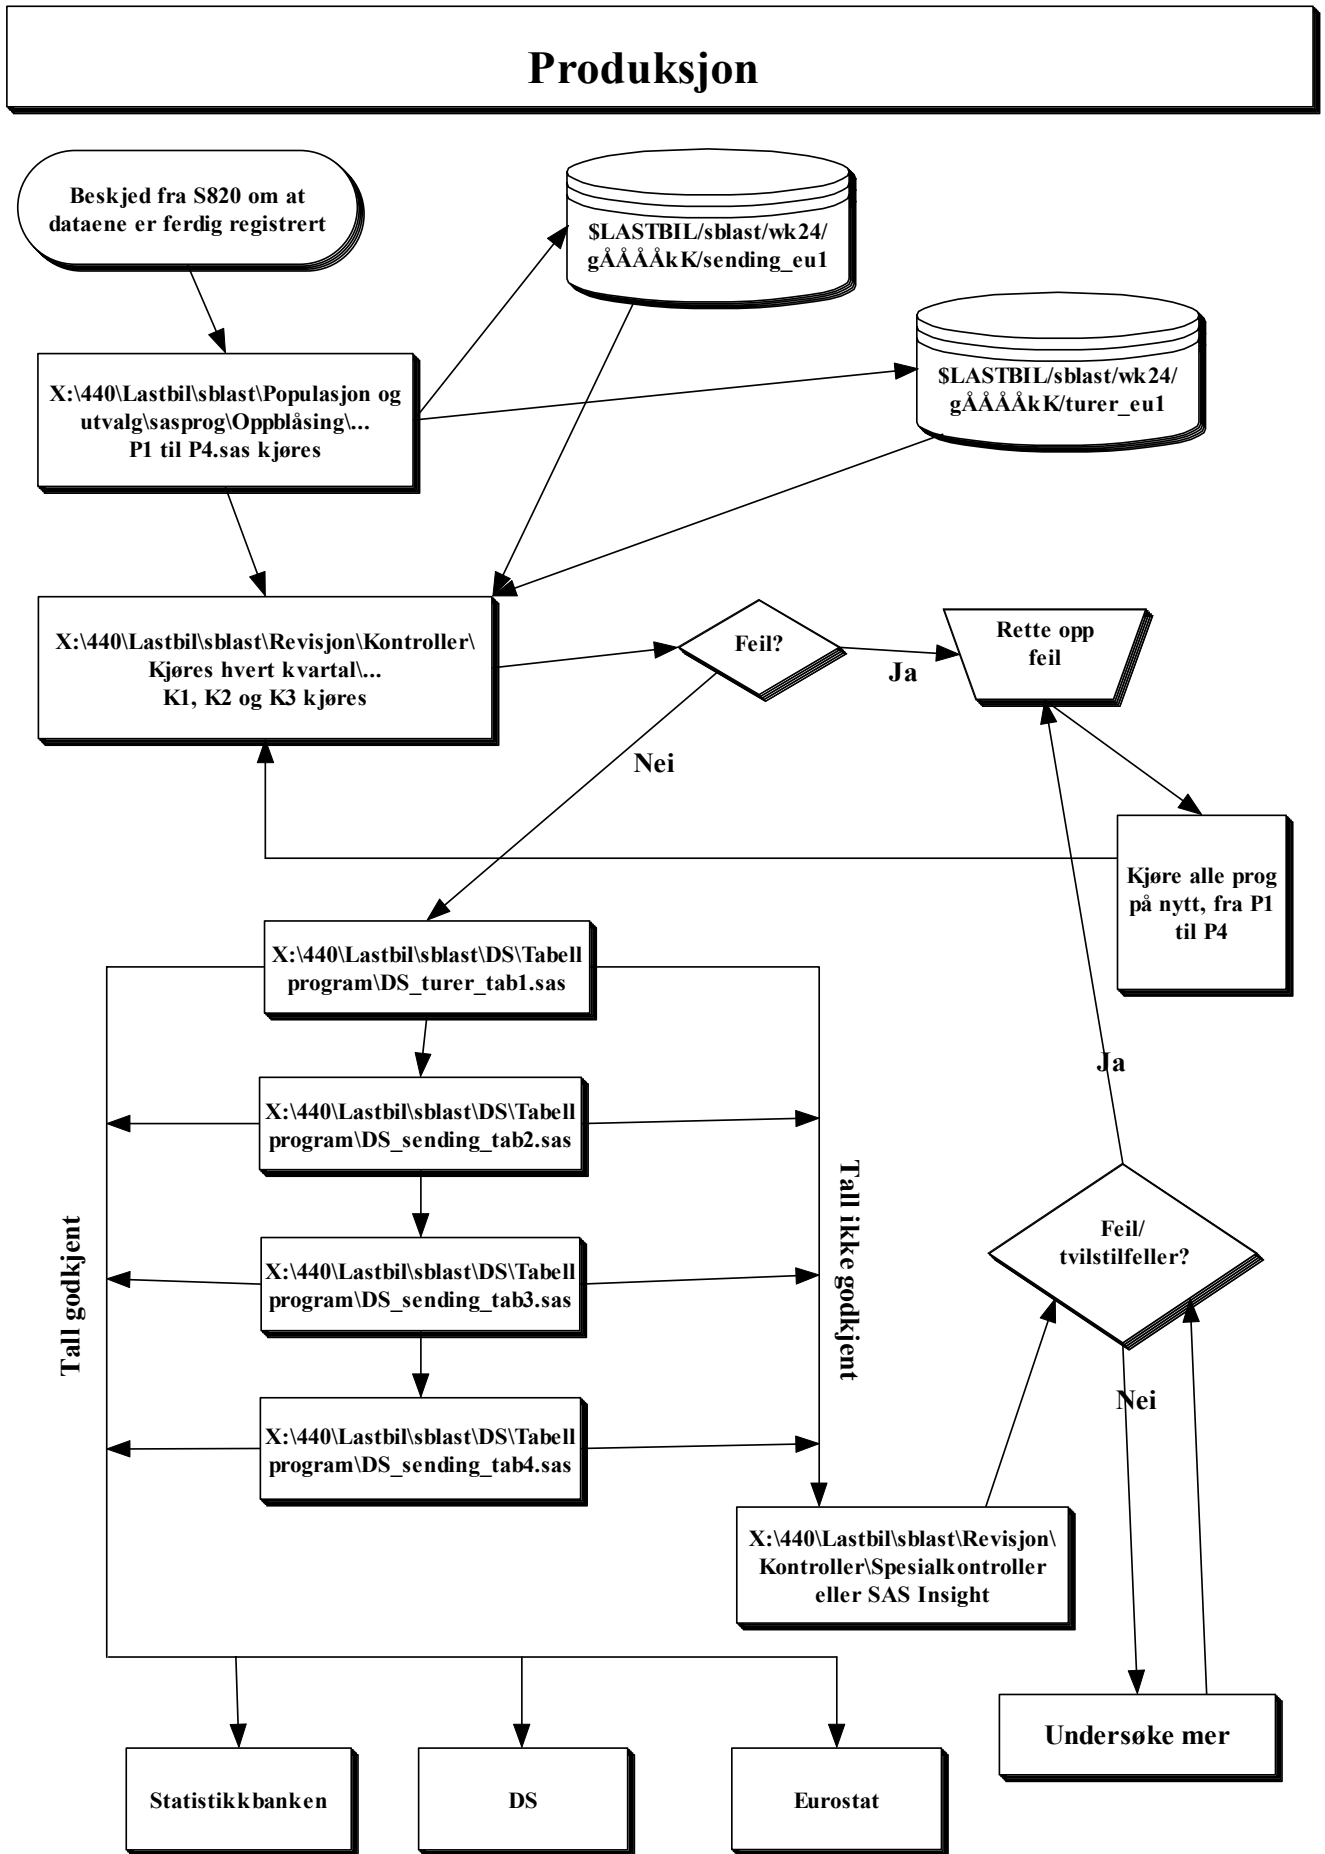 Produksjon
Beskjed fra S820 om at
dataene er ferdig registrert
$LASTBIL/sblast/wk24/
gÅÅÅÅkK/sending_eu1
$LASTBIL/sblast/wk24/
gÅÅÅÅkK/turer_eu1
X:\440\Lastbil\sblast\Populasjon og
utvalg\sasprog\Oppblåsing\...
P1 til P4.sas kjøres
X:\440\Lastbil\sblast\Revisjon\Kontroller\
Kjøres hvert kvartal\...
K1, K2 og K3 kjøres
Feil?
Ja
Rette opp
feil
Nei
Kjøre alle prog
på nytt, fra P1
til P4
X:\440\Lastbil\sblast\DS\Tabell
program\DS_turer_tab1.sas
X:\440\Lastbil\sblast\DS\Tabell
program\DS_sending_tab2.sas
X:\440\Lastbil\sblast\DS\Tabell
program\DS_sending_tab3.sas
X:\440\Lastbil\sblast\DS\Tabell
program\DS_sending_tab4.sas
Tall godkjent
Tall ikke godkjent
Ja
Feil/
tvilstilfeller?
Nei
X:\440\Lastbil\sblast\Revisjon\
Kontroller\Spesialkontroller
eller SAS Insight
Undersøke mer
Statistikkbanken
DS
Eurostat